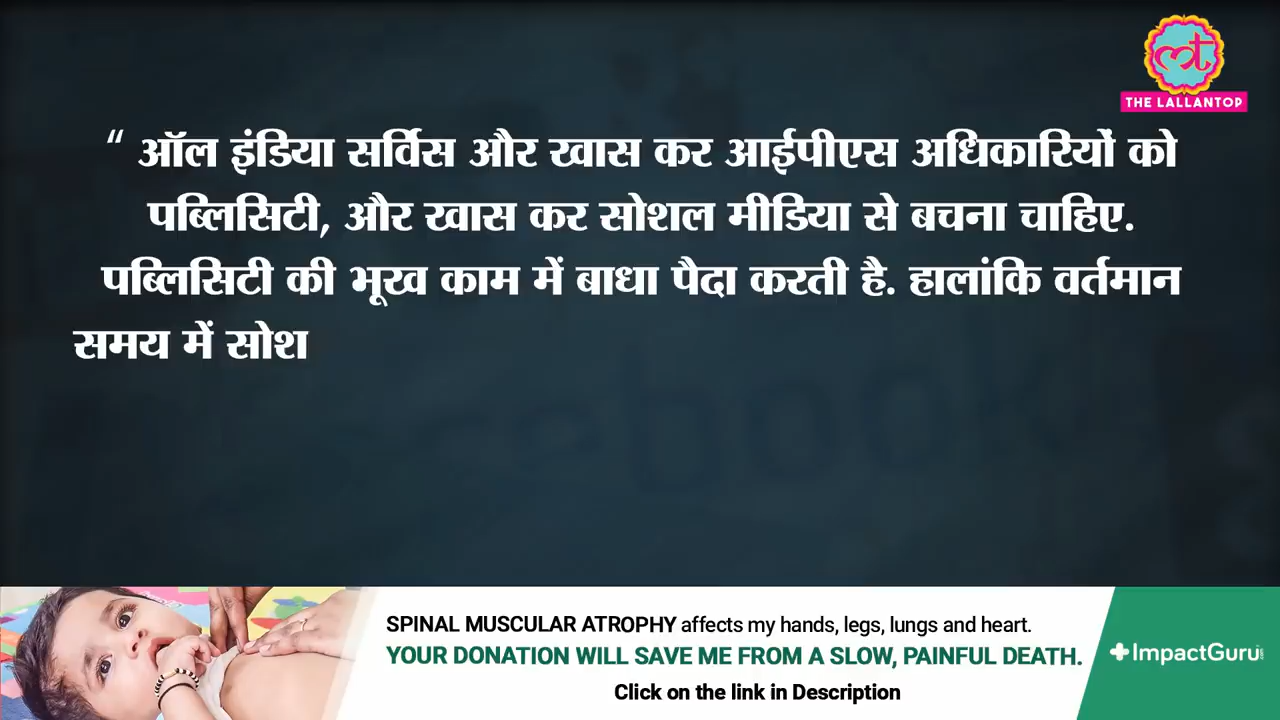 THE LALLANTOP
“ ऑल इंडिया सर्विस और खास कर आईपीएस अधिकारियों को
पब्लिसिटी, और खास कर सोशल मीडिया से बचना चाहिए.
पब्लिसिटी की भूख काम में बाधा पैदा करती है. हालांकि वर्तमान
समय में सोश
SPINAL MUSCULAR ATROPHY affects my hands, legs, lungs and heart.
YOUR DONATION WILL SAVE ME FROM A SLOW, PAINFUL DEATH.
Click on the link in Description
ImpactGuru